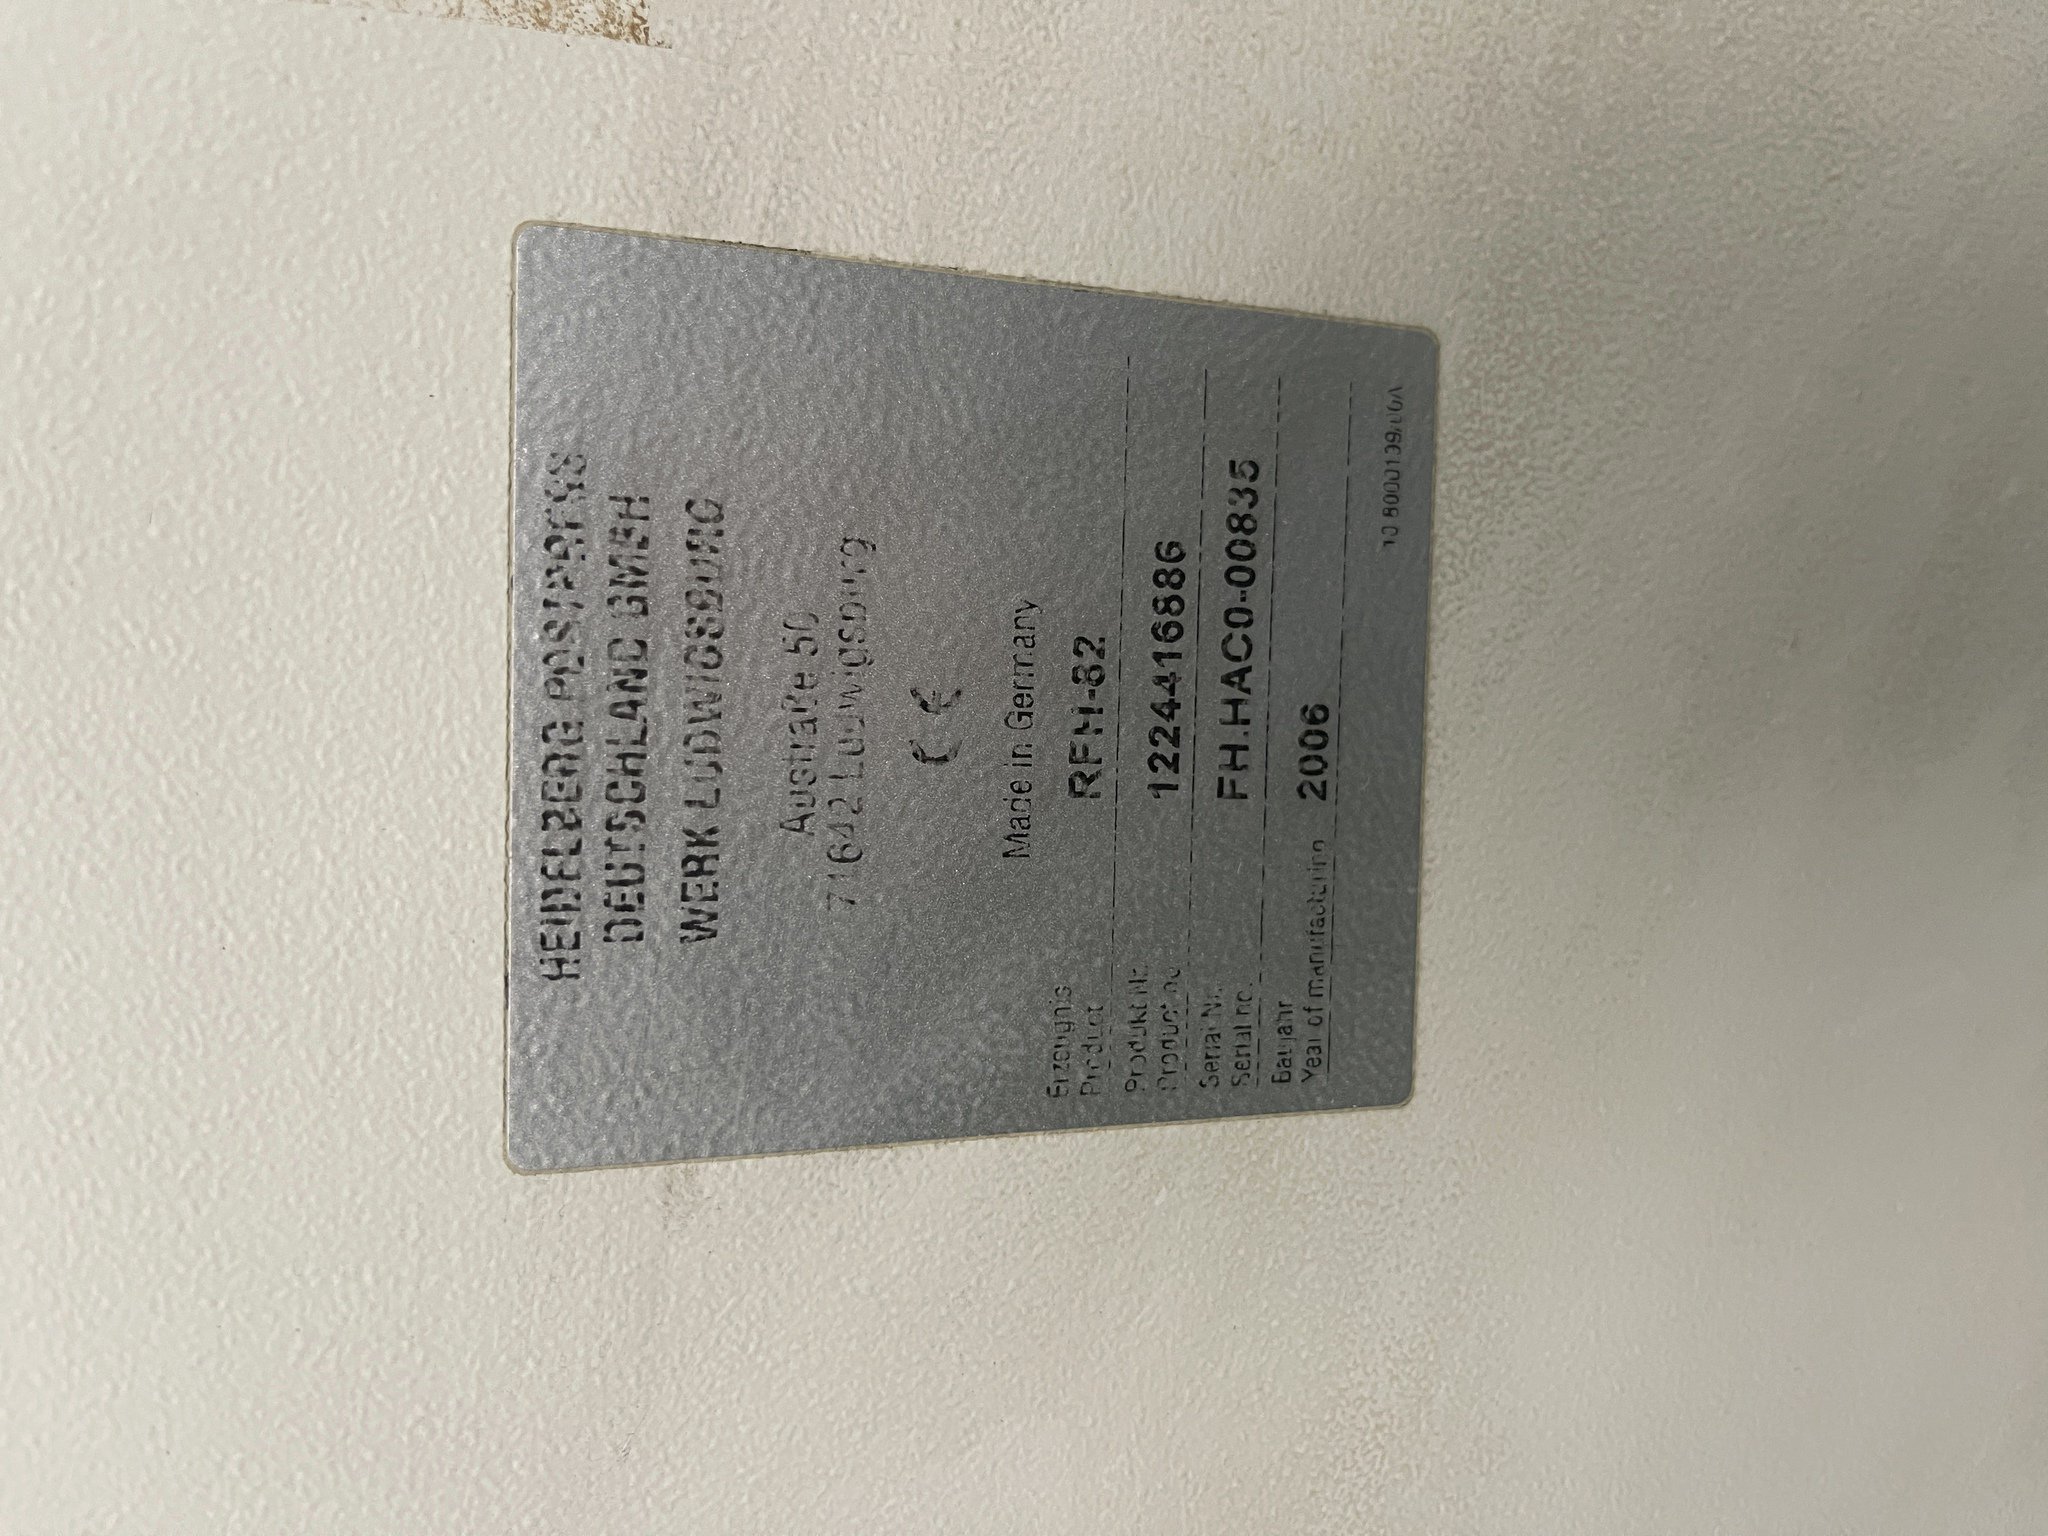 HEIDELBERG POSTPRESS
DEUTSCHLAND GMBH
WERK LUDWIGSBURG
Austraße 50
71642 Ludwigsburg
CE
Made in Germany
Erzeugnis
Product RFH-82
Produkt Nr.
Product no. 1224416886
Serial Nr.
Serial no. FH.HAC0-00835
Baujahr
Year of manufacturing 2006